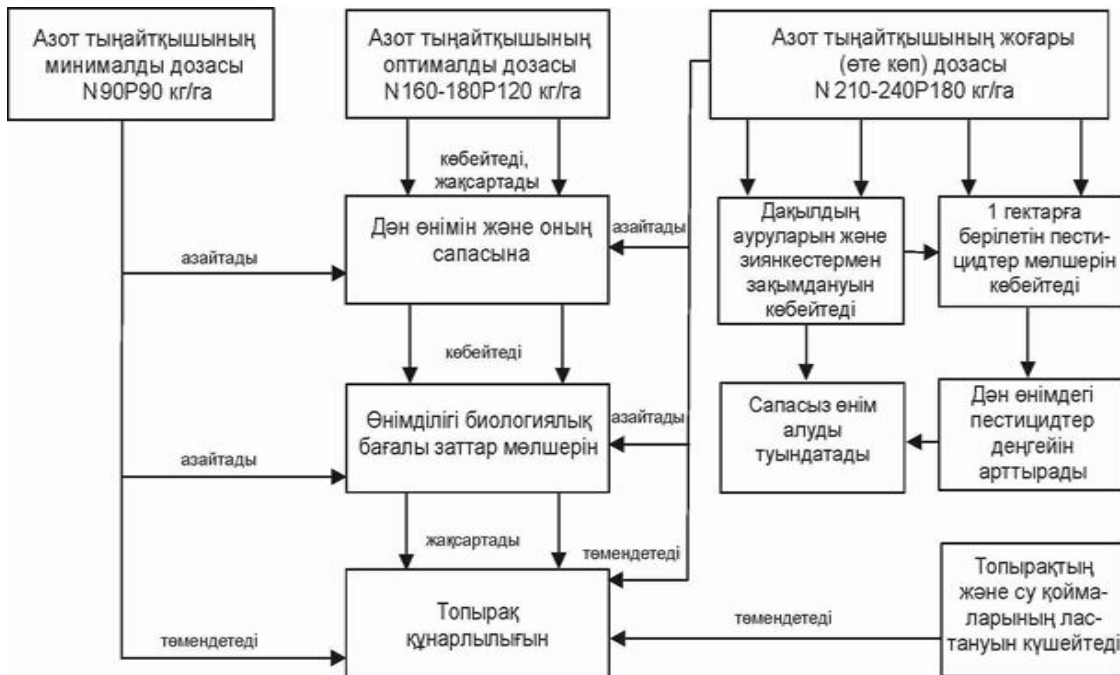 Азот тыңайтқышының
минималды дозасы
N90P90 кг/га
Азот тыңайтқышының
оптималды дозасы
N160-180P120 кг/га
Азот тыңайтқышының жоғары
(өте көп) дозасы
N 210-240P180 кг/га
көбейтеді,
жақсартады
Дән өнімін және оның
сапасына
азайтады
азайтады
Дақылдың
ауруларын және
зиянкестермен
зақымдануын
көбейтеді
1 гектарға
берілетін пести-
цидтер мөлшерін
көбейтеді
көбейтеді
Өнімділігі биологиялық
бағалы заттар мөлшерін
азайтады
азайтады
Сапасыз өнім
алуды
туындатады
Дән өнімдегі
пестицидтер
деңгейін
арттырады
жақсартады
төмендетеді
Топырақ
құнарлылығын
төмендетеді
төмендетеді
Топырақтың
және су қойма-
ларының лас-
тануын күшейтеді